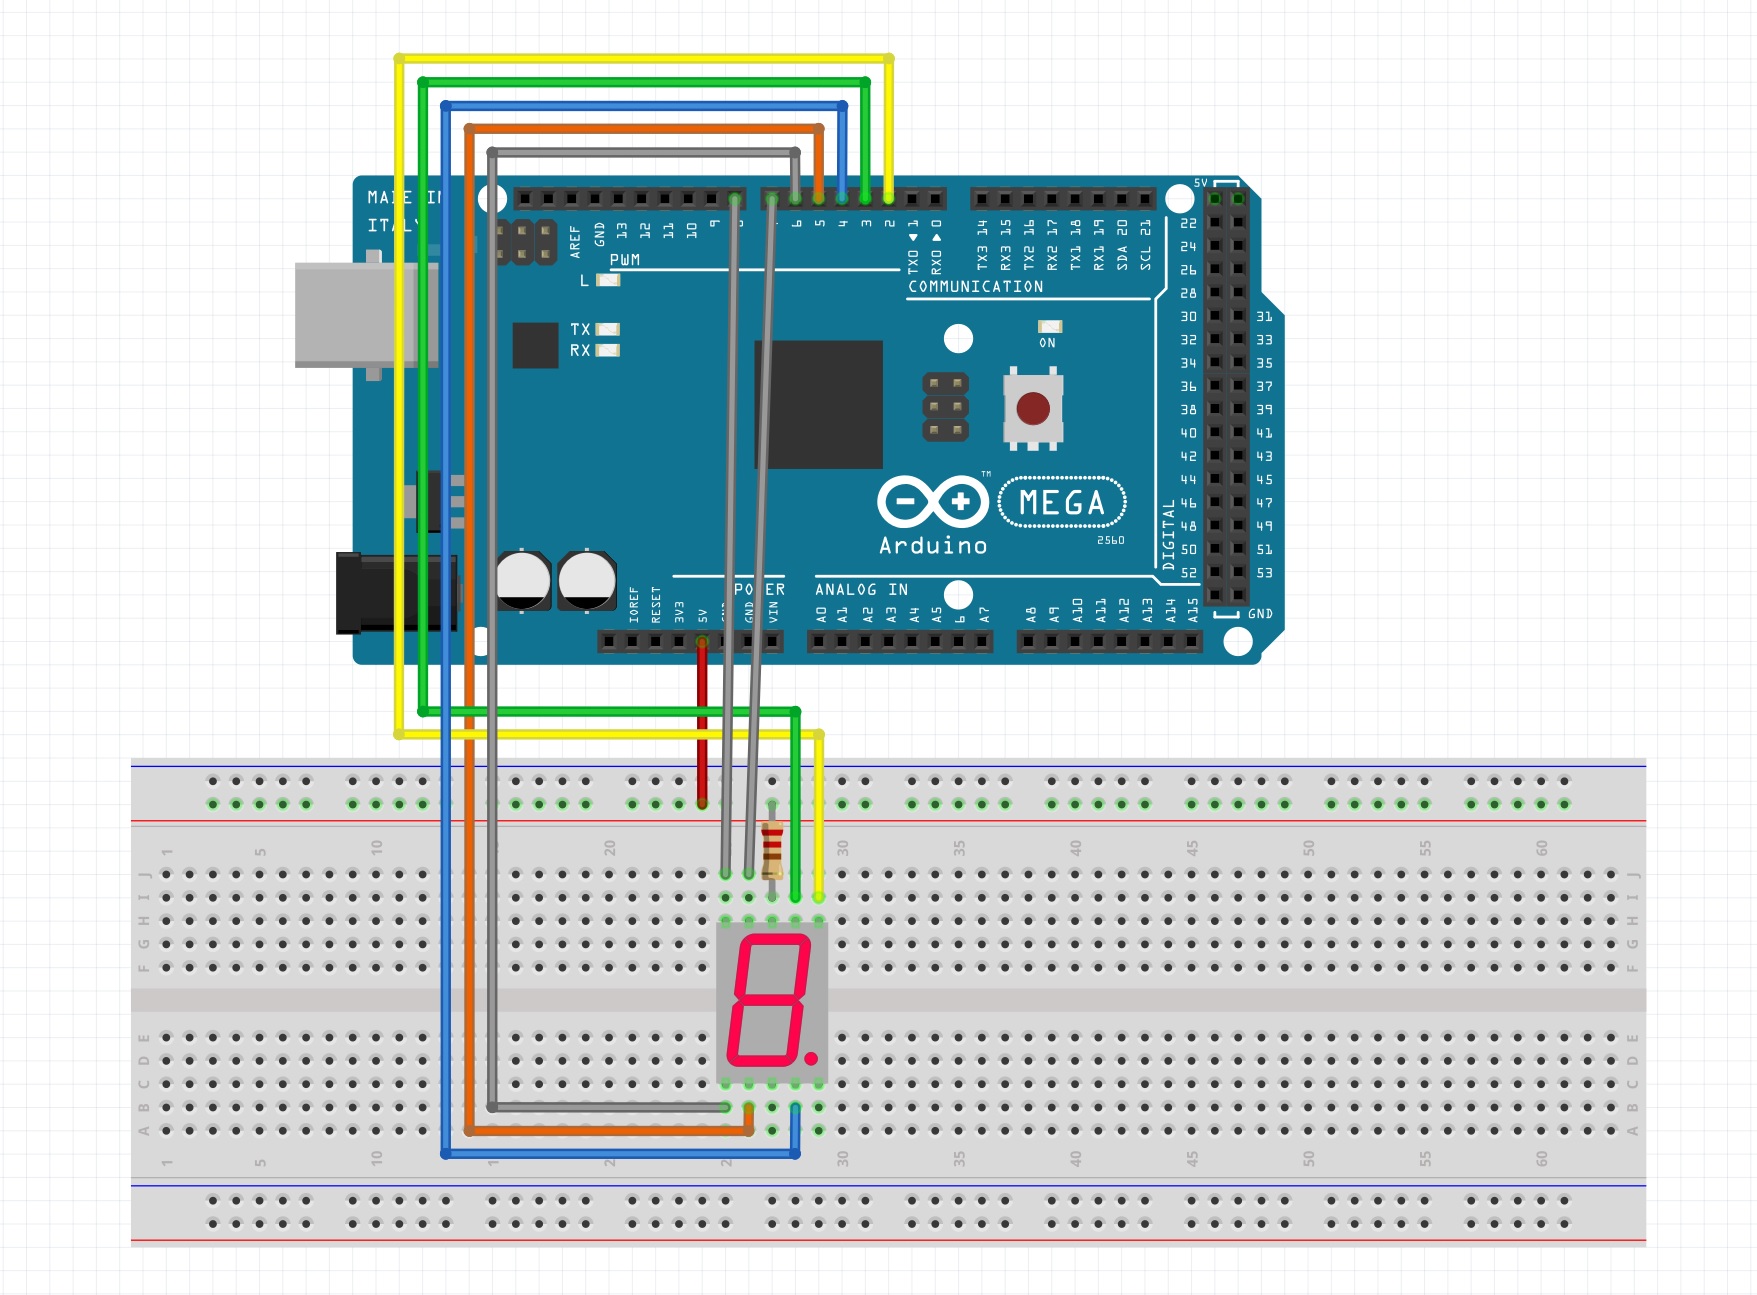 MADE IN
ITALY
5V
AREF GND 13 12 11 10 9 6 5 4 3 2 1 0
TX0 RX0
TX3 14 RX3 15 TX2 16 RX2 17 TX1 18 RX1 19 SDA 20 SCL 21
PWM
COMMUNICATION
L
TX
RX
ON
22
24
26
28
30 31
32 33
34 35
36 37
38 39
40 41
42 43
44 45
46 47
48 49
50 51
52 53
DIGITAL
GND
MEGA
TM
Arduino
2560
ANALOG IN
IOREF RESET 3V3 5V GND VIN
A0 A1 A2 A3 A4 A5 6 A7
A8 A9 A10 A11 A12 A13 A14 A15
1 5 10 20 30 35 40 45 50 55 60
J J
I I
H H
G G
F F
E E
D D
C C
B B
A A
1 5 10 1 2 2 30 35 40 45 50 55 60